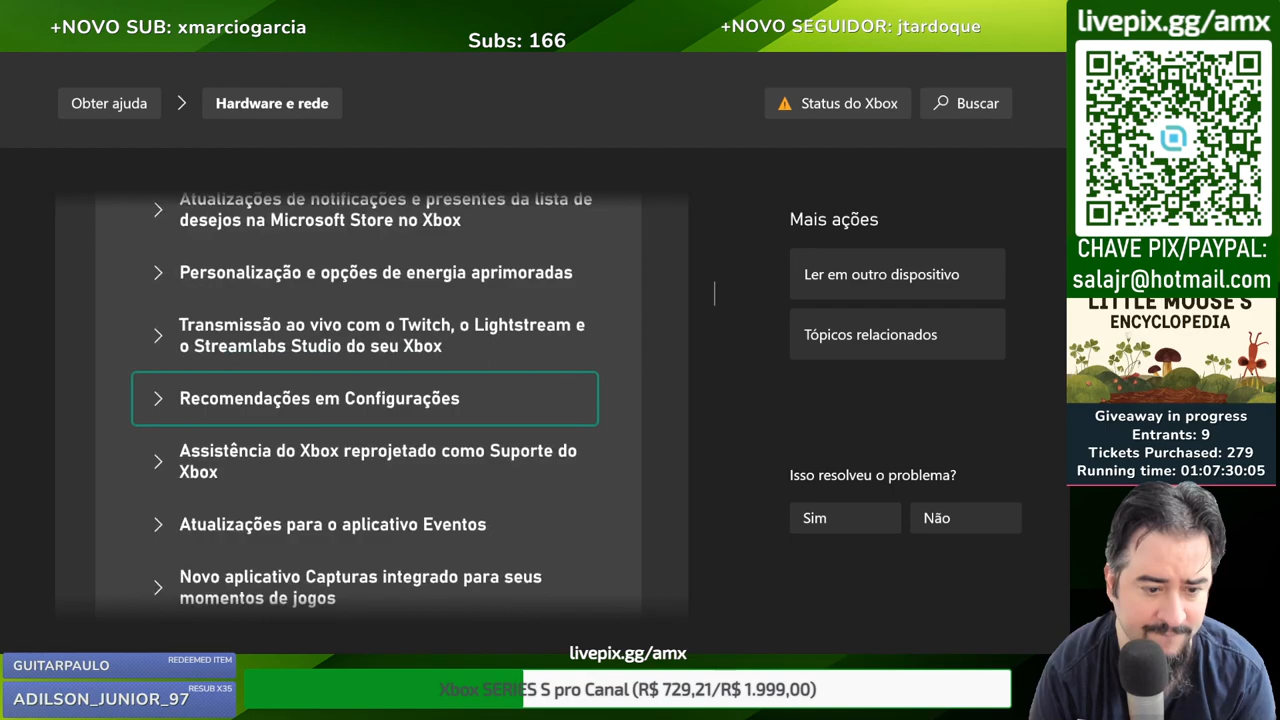 +NOVO SUB: xmarciogarcia
Subs: 166
+NOVO SEGUIDOR: jtardoque
livepix.gg/amx
Obter ajuda
Hardware e rede
Status do Xbox
Buscar
Atualizações de notificações e presentes da lista de
desejos na Microsoft Store no Xbox
Personalização e opções de energia aprimoradas
Transmissão ao vivo com o Twitch, o Lightstream e
o Streamlabs Studio do seu Xbox
Recomendações em Configurações
Assistência do Xbox reprojetado como Suporte do
Xbox
Atualizações para o aplicativo Eventos
Novo aplicativo Capturas integrado para seus
momentos de jogos
Mais ações
Ler em outro dispositivo
Tópicos relacionados
Isso resolveu o problema?
Sim
Não
CHAVE PIX/PAYPAL:
salajr@hotmail.com
LITTLE MOUSE'S
ENCYCLOPEDIA
Giveaway in progress
Entrants: 9
Tickets Purchased: 279
Running time: 01:07:30:05
GUITARPAULO
REDEEMED ITEM
ADILSON_JUNIOR_97
RESUB X35
livepix.gg/amx
Xbox SERIES S pro Canal (R$ 729,21/R$ 1.999,00)